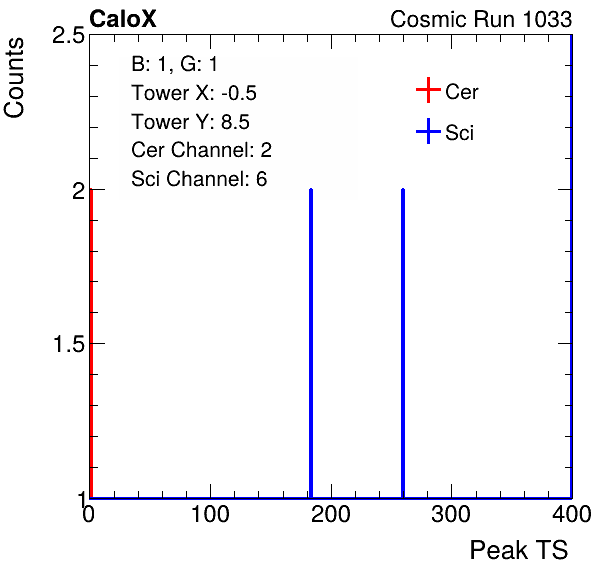 CaloX Cosmic Run 1033
Counts
2.5
B: 1, G: 1
Tower X: -0.5
Cer
Tower Y: 8.5
Sci
Cer Channel: 2
Sci Channel: 6
2
1.5
1
0 100 200 300 400
Peak TS